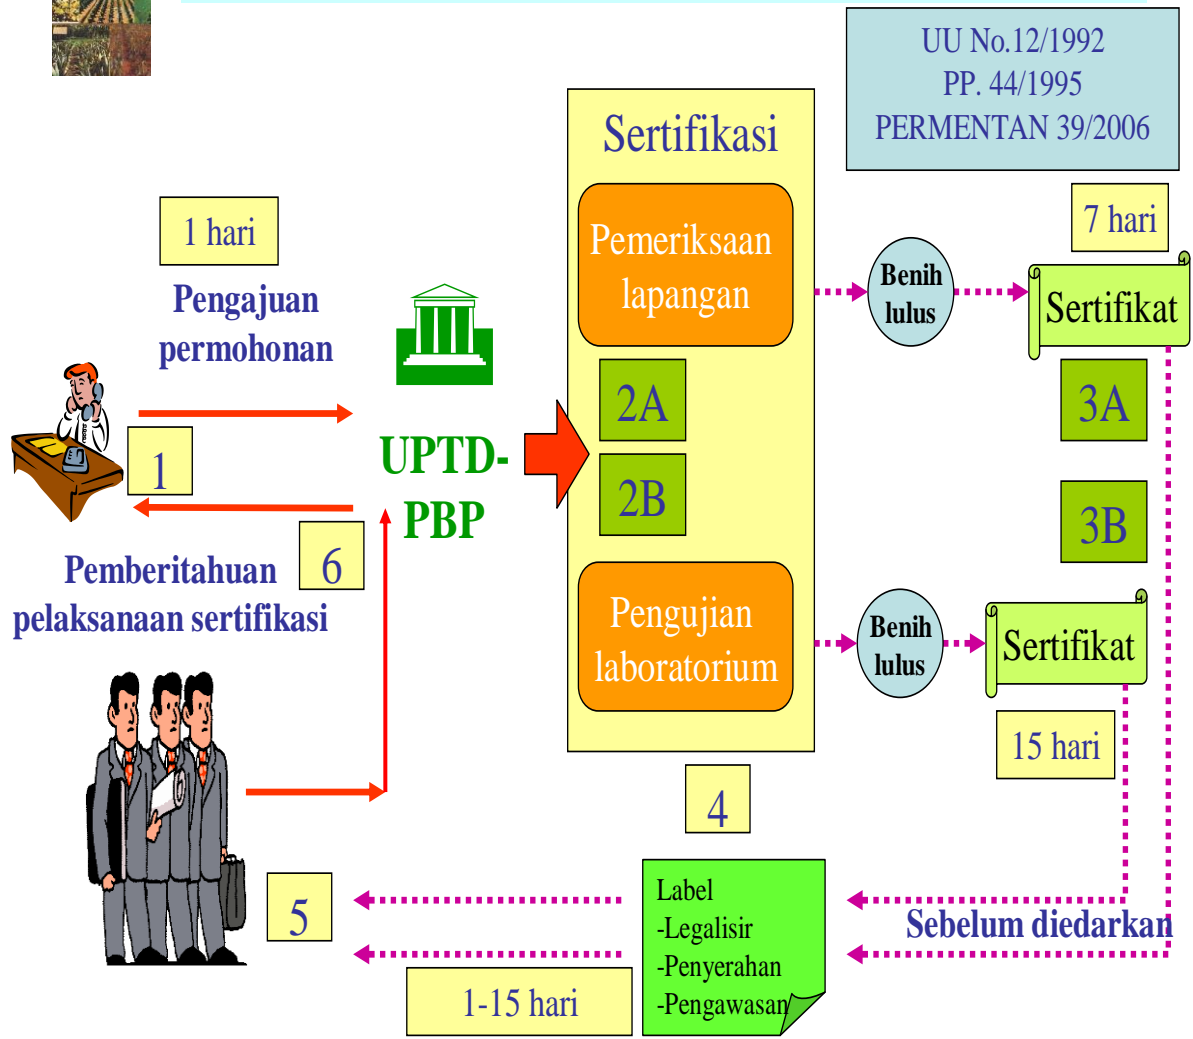 UU No.12/1992
PP. 44/1995
PERMENTAN 39/2006
Sertifikasi
1 hari
Pengajuan
permohonan
Pemeriksaan
lapangan
Benih
lulus
7 hari
Sertifikat
2A
3A
1
UPTD-
PBP
2B
3B
6
Pemberitahuan
pelaksanaan sertifikasi
Pengujian
laboratorium
Benih
lulus
Sertifikat
15 hari
4
5
Label
-Legalisir
-Penyerahan
-Pengawasan
Sebelum diedarkan
1-15 hari